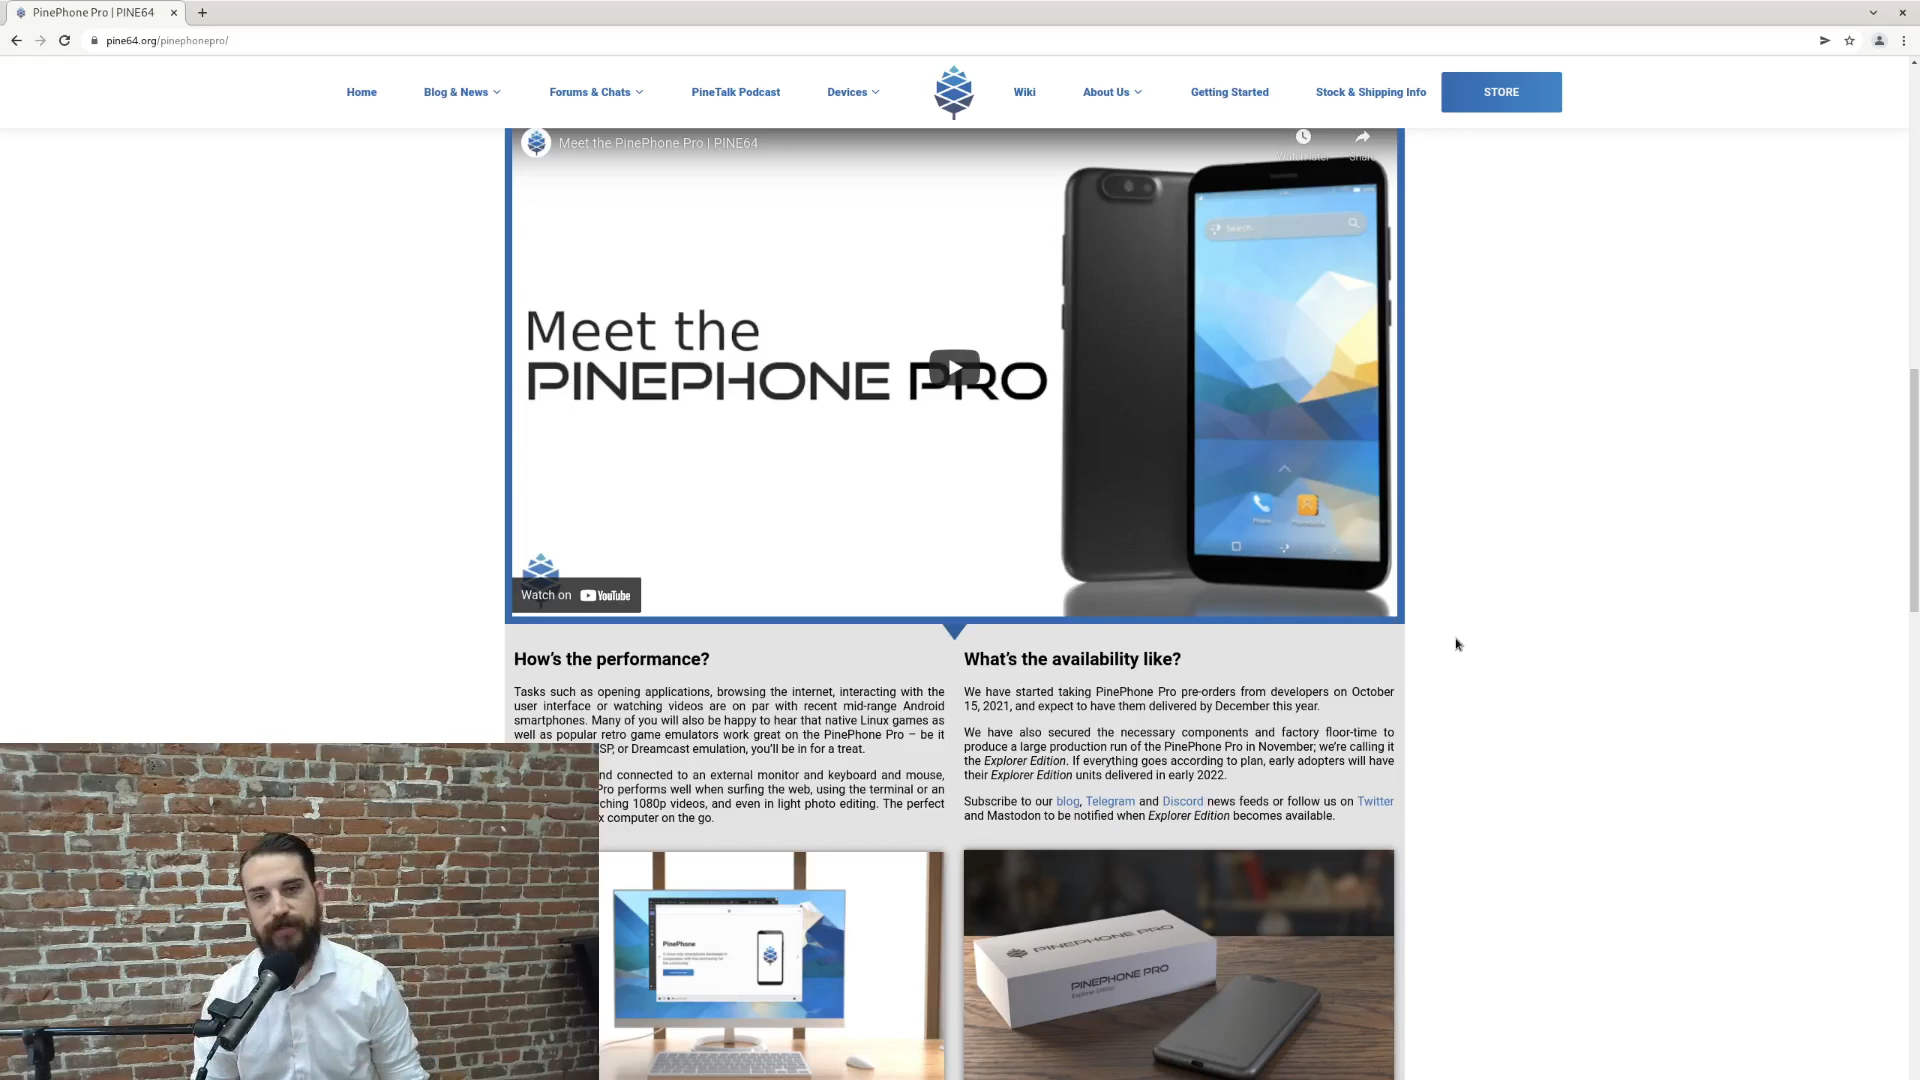 PinePhone Pro | PINE64
pine64.org/pinephonepro/
Home Blog & News Forums & Chats PineTalk Podcast Devices Wiki About Us Getting Started Stock & Shipping Info STORE
Meet the PinePhone Pro | PINE64
Watch later Share
Search
Meet the
PINEPHONE PRO
Phone
Watch on YouTube
How's the performance?
Tasks such as opening applications, browsing the internet, interacting with the
user interface or watching videos are on par with recent mid-range Android
smartphones. Many of you will also be happy to hear that native Linux games as
well as popular retro game emulators work great on the PinePhone Pro – be it
SP, or Dreamcast emulation, you'll be in for a treat.
nd connected to an external monitor and keyboard and mouse,
Pro performs well when surfing the web, using the terminal or an
ching 1080p videos, and even in light photo editing. The perfect
x computer on the go.
What's the availability like?
We have started taking PinePhone Pro pre-orders from developers on October
15, 2021, and expect to have them delivered by December this year.
We have also secured the necessary components and factory floor-time to
produce a large production run of the PinePhone Pro in November; we're calling it
the Explorer Edition. If everything goes according to plan, early adopters will have
their Explorer Edition units delivered in early 2022.
Subscribe to our blog, Telegram and Discord news feeds or follow us on Twitter
and Mastodon to be notified when Explorer Edition becomes available.
PinePhone
PINEPHONE PRO
PINEPHONE PRO
Explorer Edition